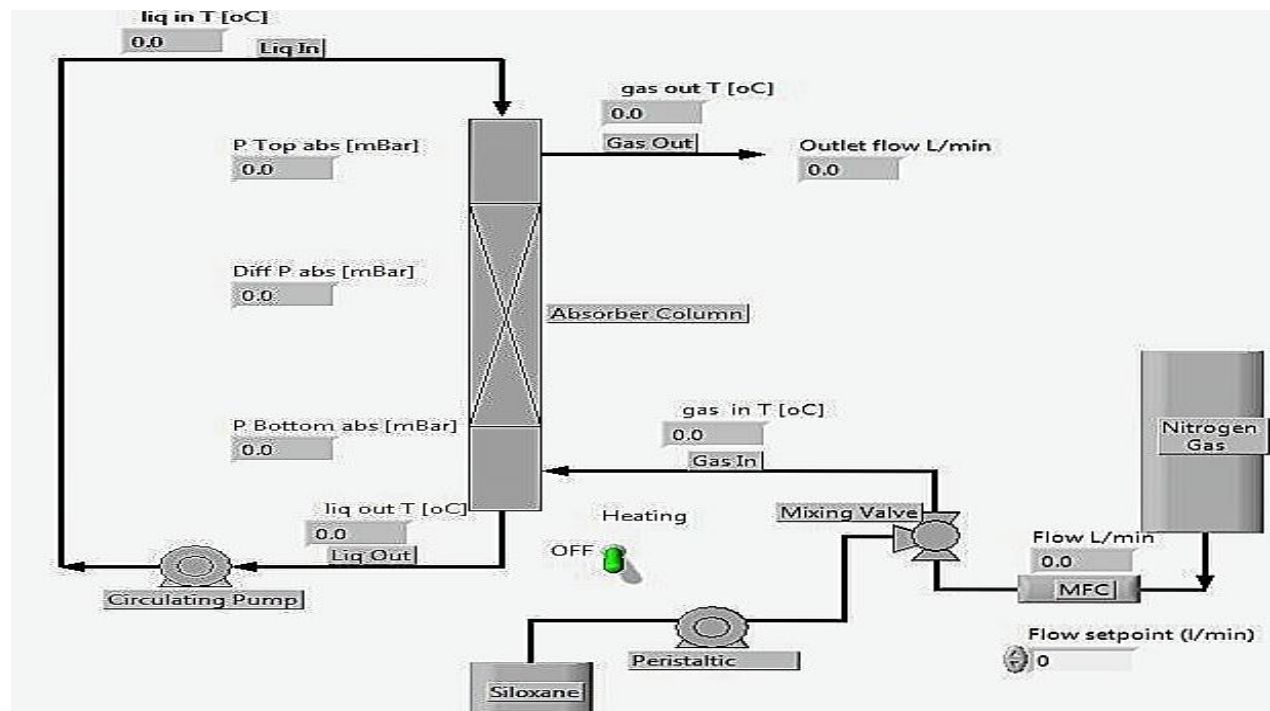 liq in T [oC]
0.0
Liq In
gas out T [oC]
0.0
Gas Out
P Top abs [mBar]
0.0
Outlet flow L/min
0.0
Diff P abs [mBar]
0.0
Absorber Column
gas in T [oC]
0.0
Gas In
P Bottom abs [mBar]
0.0
Nitrogen
Gas
liq out T [oC]
0.0
Liq Out
Heating
OFF
Mixing Valve
Flow L/min
0.0
MFC
Circulating Pump
Flow setpoint (l/min)
0
Peristaltic
Siloxane